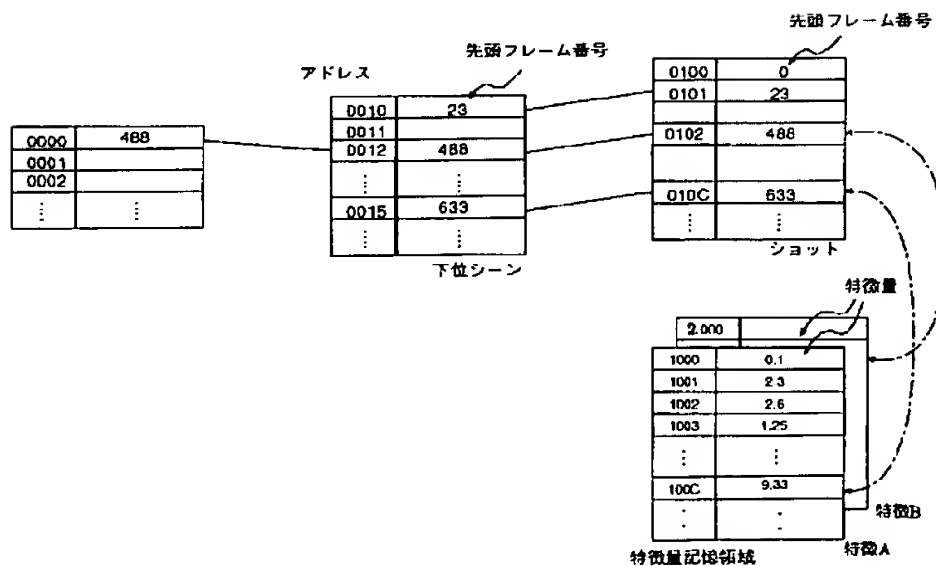 先頭フレーム番号
先頭フレーム番号
アドレス
0000 488
0001
0002
⋮ ⋮
0010 23
0011
0012 488
⋮ ⋮
0015 633
⋮ ⋮
下位シーン
0100 0
0101 23
0102 488
010C 633
⋮ ⋮
ショット
特徴量
2.000
1000 0.1
1001 2.3
1002 2.6
1003 1.25
⋮ ⋮
100C 9.33
⋮ ⋮
特徴B
特徴A
特徴量記憶領域